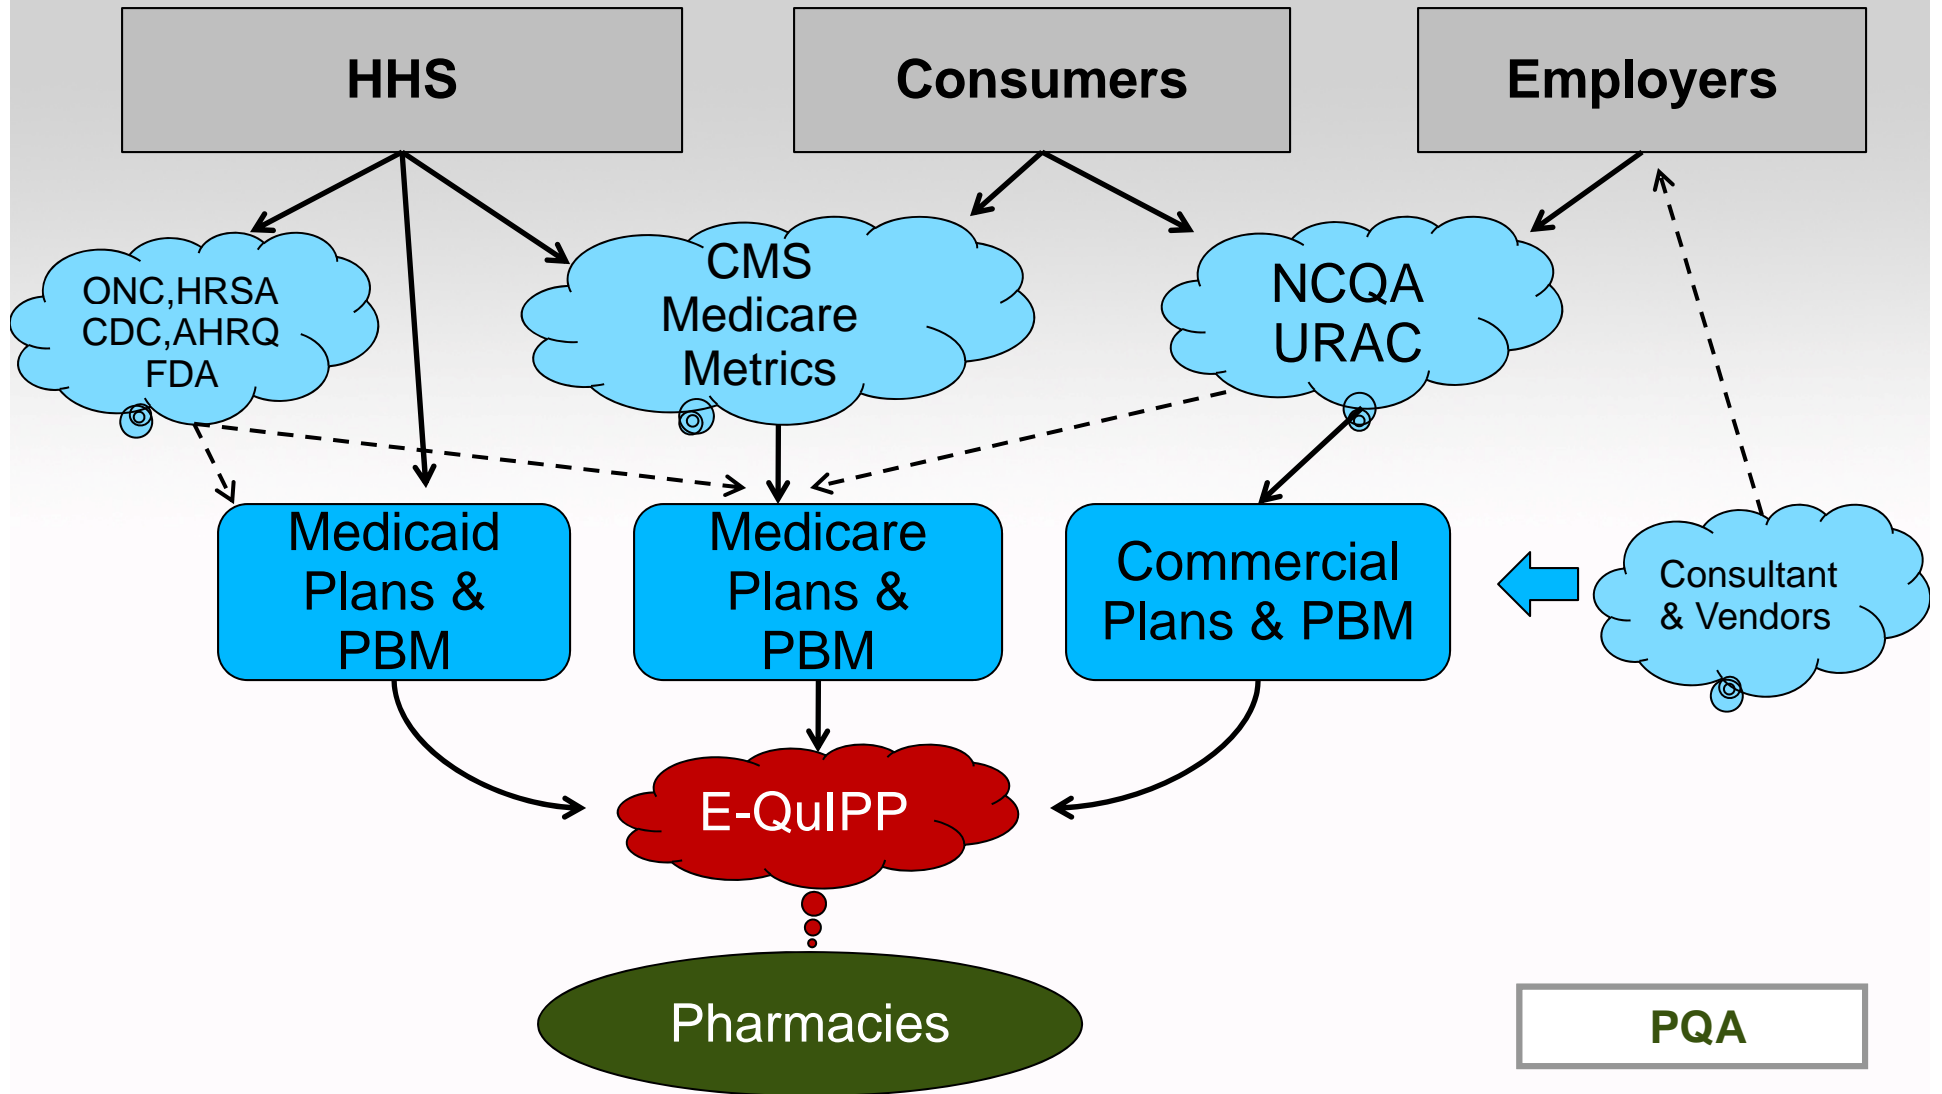 HHS
Consumers
Employers
ONC,HRSA
CDC,AHRQ
FDA
CMS
Medicare
Metrics
NCQA
URAC
Medicaid
Plans &
PBM
Medicare
Plans &
PBM
Commercial
Plans & PBM
Consultant
& Vendors
E-QuIPP
Pharmacies
PQA